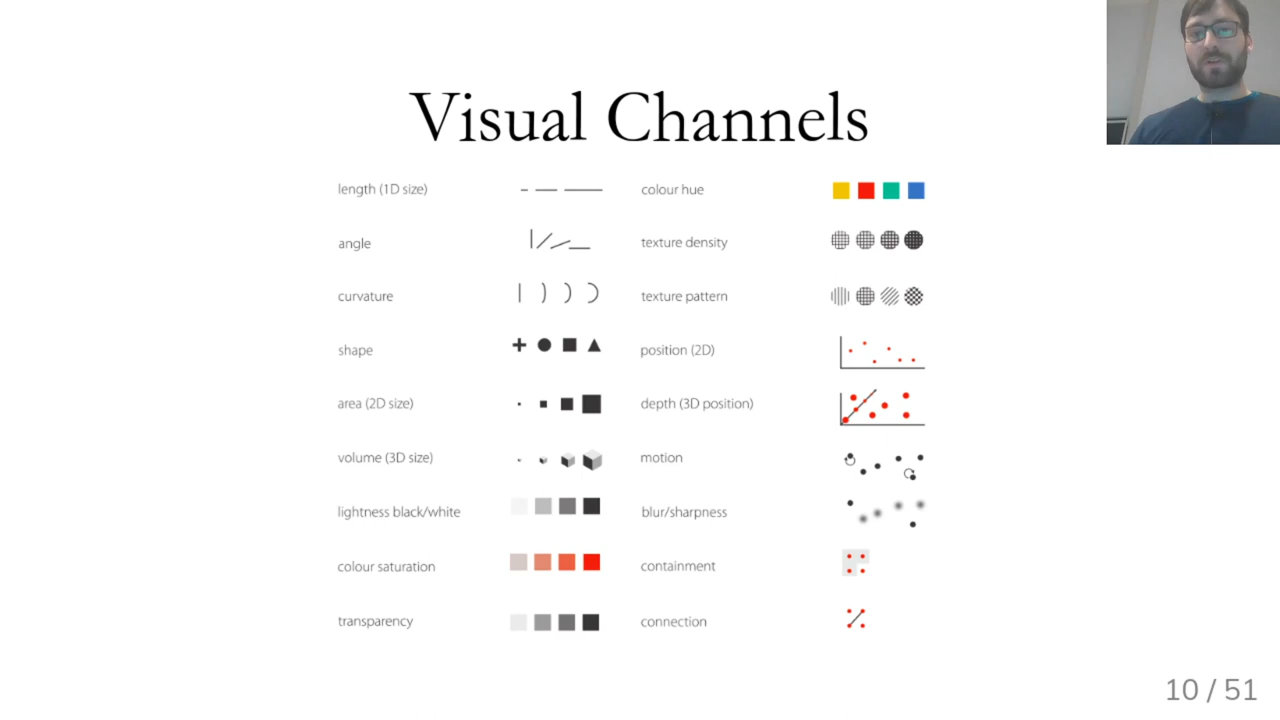 Visual Channels
length (1D size)
angle
curvature
shape
area (2D size)
volume (3D size)
lightness black/white
colour saturation
transparency
colour hue
texture density
texture pattern
position (2D)
depth (3D position)
motion
blur/sharpness
containment
connection
10 / 51